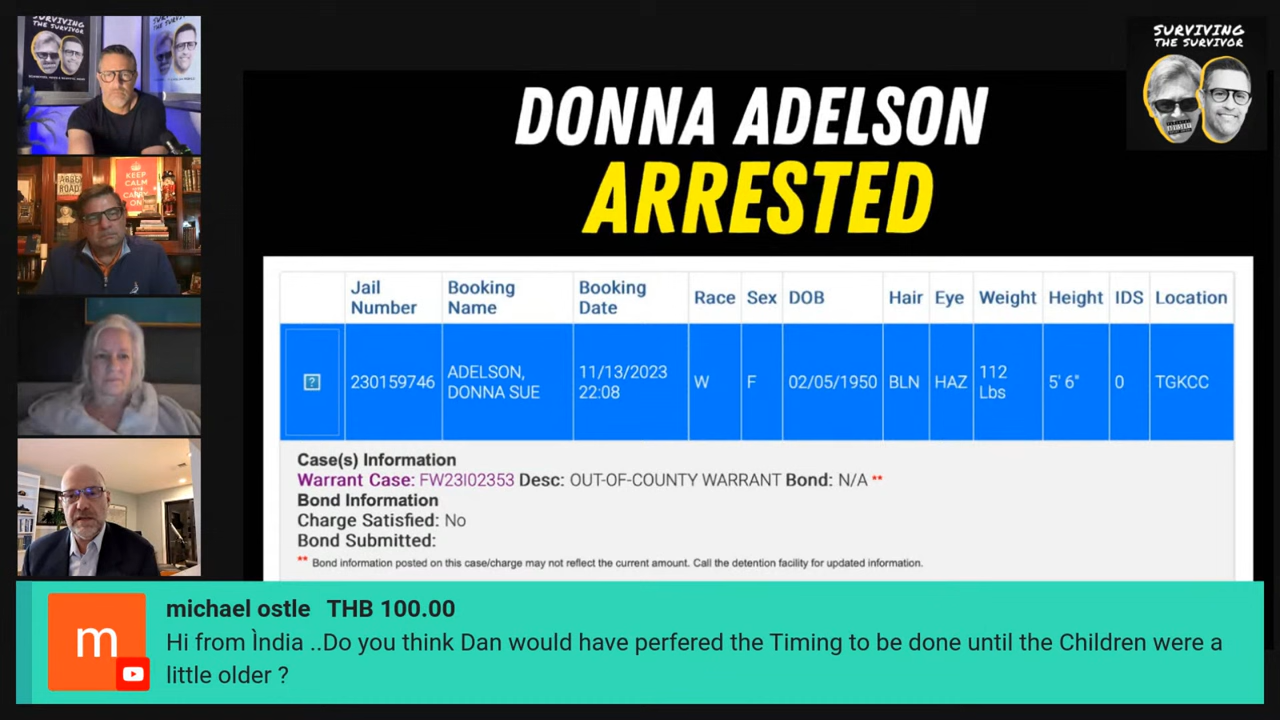 SURVIVING
THE SURVIVOR
DONNA ADELSON
ARRESTED
KEEP
CALM
AND
ON
ROAD
Jail Number
Booking Name
Booking Date
Race
Sex
DOB
Hair
Eye
Weight
Height
IDS
Location
230159746
ADELSON,
DONNA SUE
11/13/2023
22:08
W
F
02/05/1950
BLN
HAZ
112
Lbs
5' 6"
0
TGKCC
Case(s) Information
Warrant Case: FW23I02353 Desc: OUT-OF-COUNTY WARRANT Bond: N/A **
Bond Information
Charge Satisfied: No
Bond Submitted:
** Bond information posted on this case/charge may not reflect the current amount. Call the detention facility for updated information.
m
michael ostle THB 100.00
Hi from Ìndia ..Do you think Dan would have perfered the Timing to be done until the Children were a
little older ?